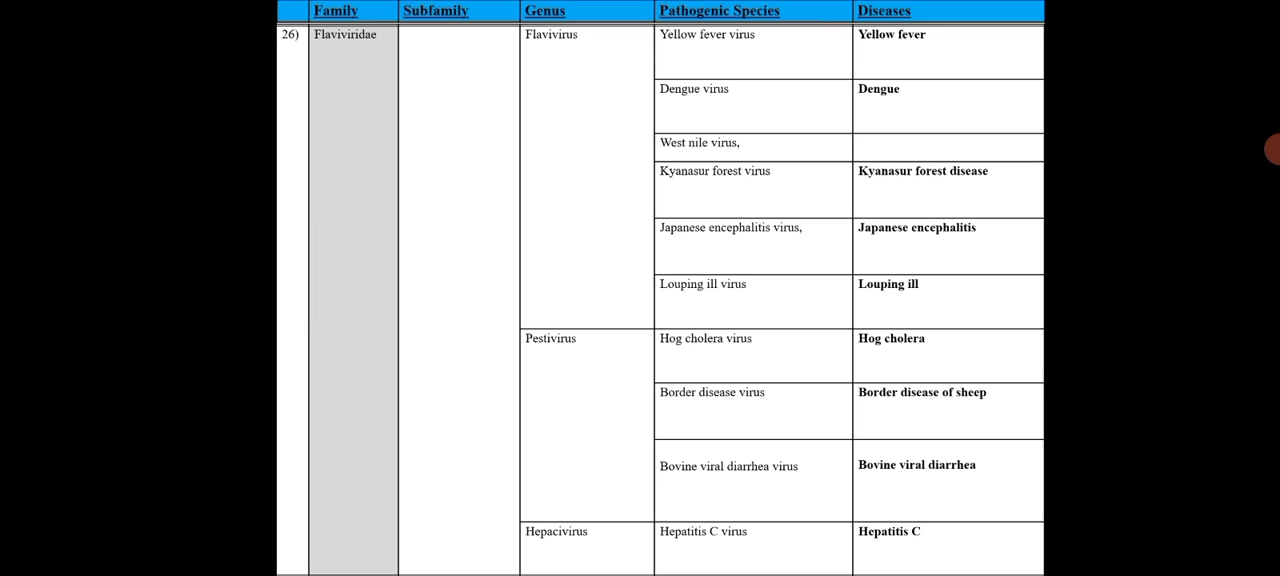 Family Subfamily Genus Pathogenic Species Diseases
26) Flaviviridae Flavivirus Yellow fever virus Yellow fever
Dengue virus Dengue
West nile virus,
Kyanasur forest virus Kyanasur forest disease
Japanese encephalitis virus, Japanese encephalitis
Louping ill virus Louping ill
Pestivirus Hog cholera virus Hog cholera
Border disease virus Border disease of sheep
Bovine viral diarrhea virus Bovine viral diarrhea
Hepacivirus Hepatitis C virus Hepatitis C